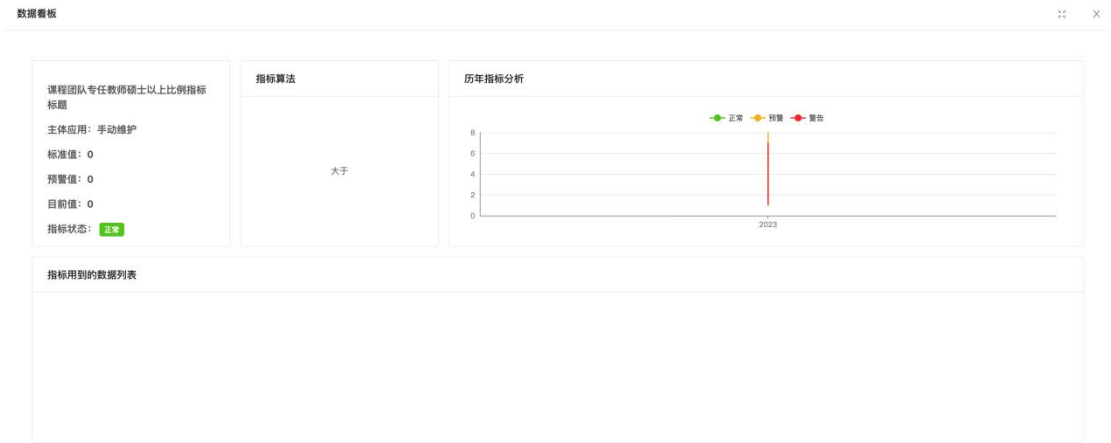 数据看板
课程团队专任教师硕士以上比例指标
标题
主体应用：手动维护
标准值：0
预警值：0
目前值：0
指标状态： 正常
指标算法
大于
历年指标分析
正常 预警 警告
8
6
4
2
0
2023
指标用到的数据列表